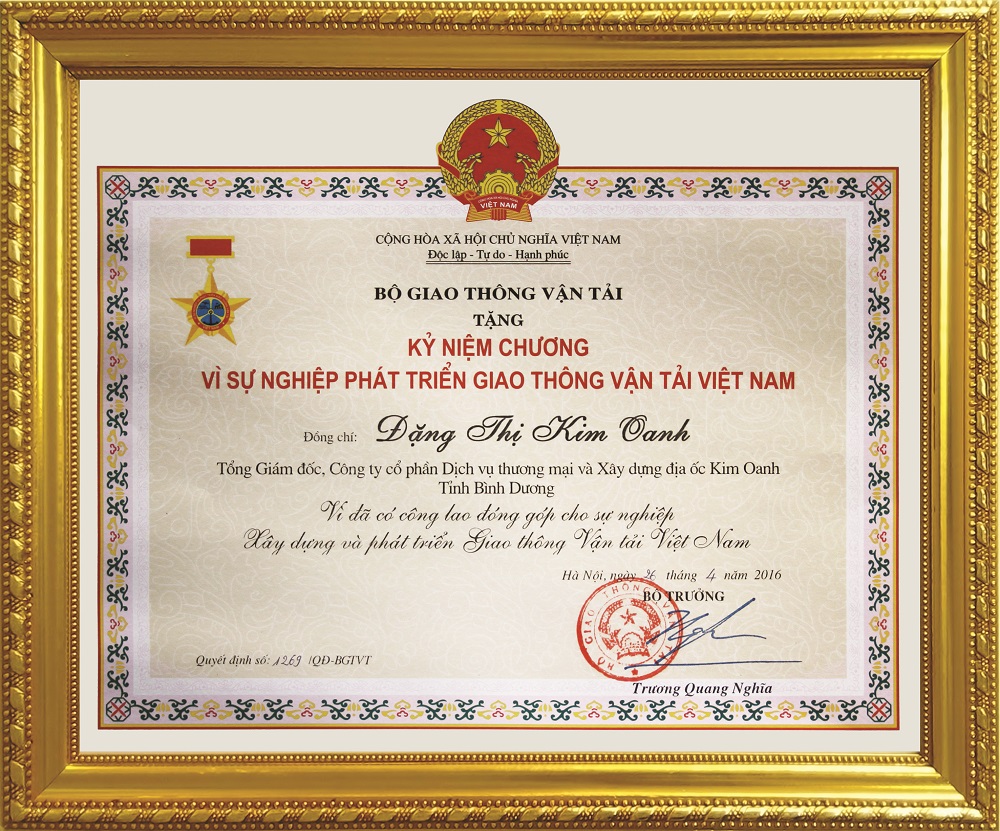 VIỆT NAM
CỘNG HÒA XÃ HỘI CHỦ NGHĨA VIỆT NAM
Độc lập - Tự do - Hạnh phúc
BỘ GIAO THÔNG VẬN TẢI
TẶNG
KỶ NIỆM CHƯƠNG
VÌ SỰ NGHIỆP PHÁT TRIỂN GIAO THÔNG VẬN TẢI VIỆT NAM
Đồng chí: Đặng Thị Kim Oanh
Tổng Giám đốc, Công ty cổ phần Dịch vụ thương mại và Xây dựng địa ốc Kim Oanh
Tỉnh Bình Dương
Vì đã có công lao đóng góp cho sự nghiệp
Xây dựng và phát triển Giao thông Vận tải Việt Nam
Hà Nội, ngày 26 tháng 4 năm 2016
BỘ TRƯỞNG
BỘ GIAO THÔNG VẬN TẢI
Quyết định số: 1269 /QĐ-BGTVT
Trương Quang Nghĩa